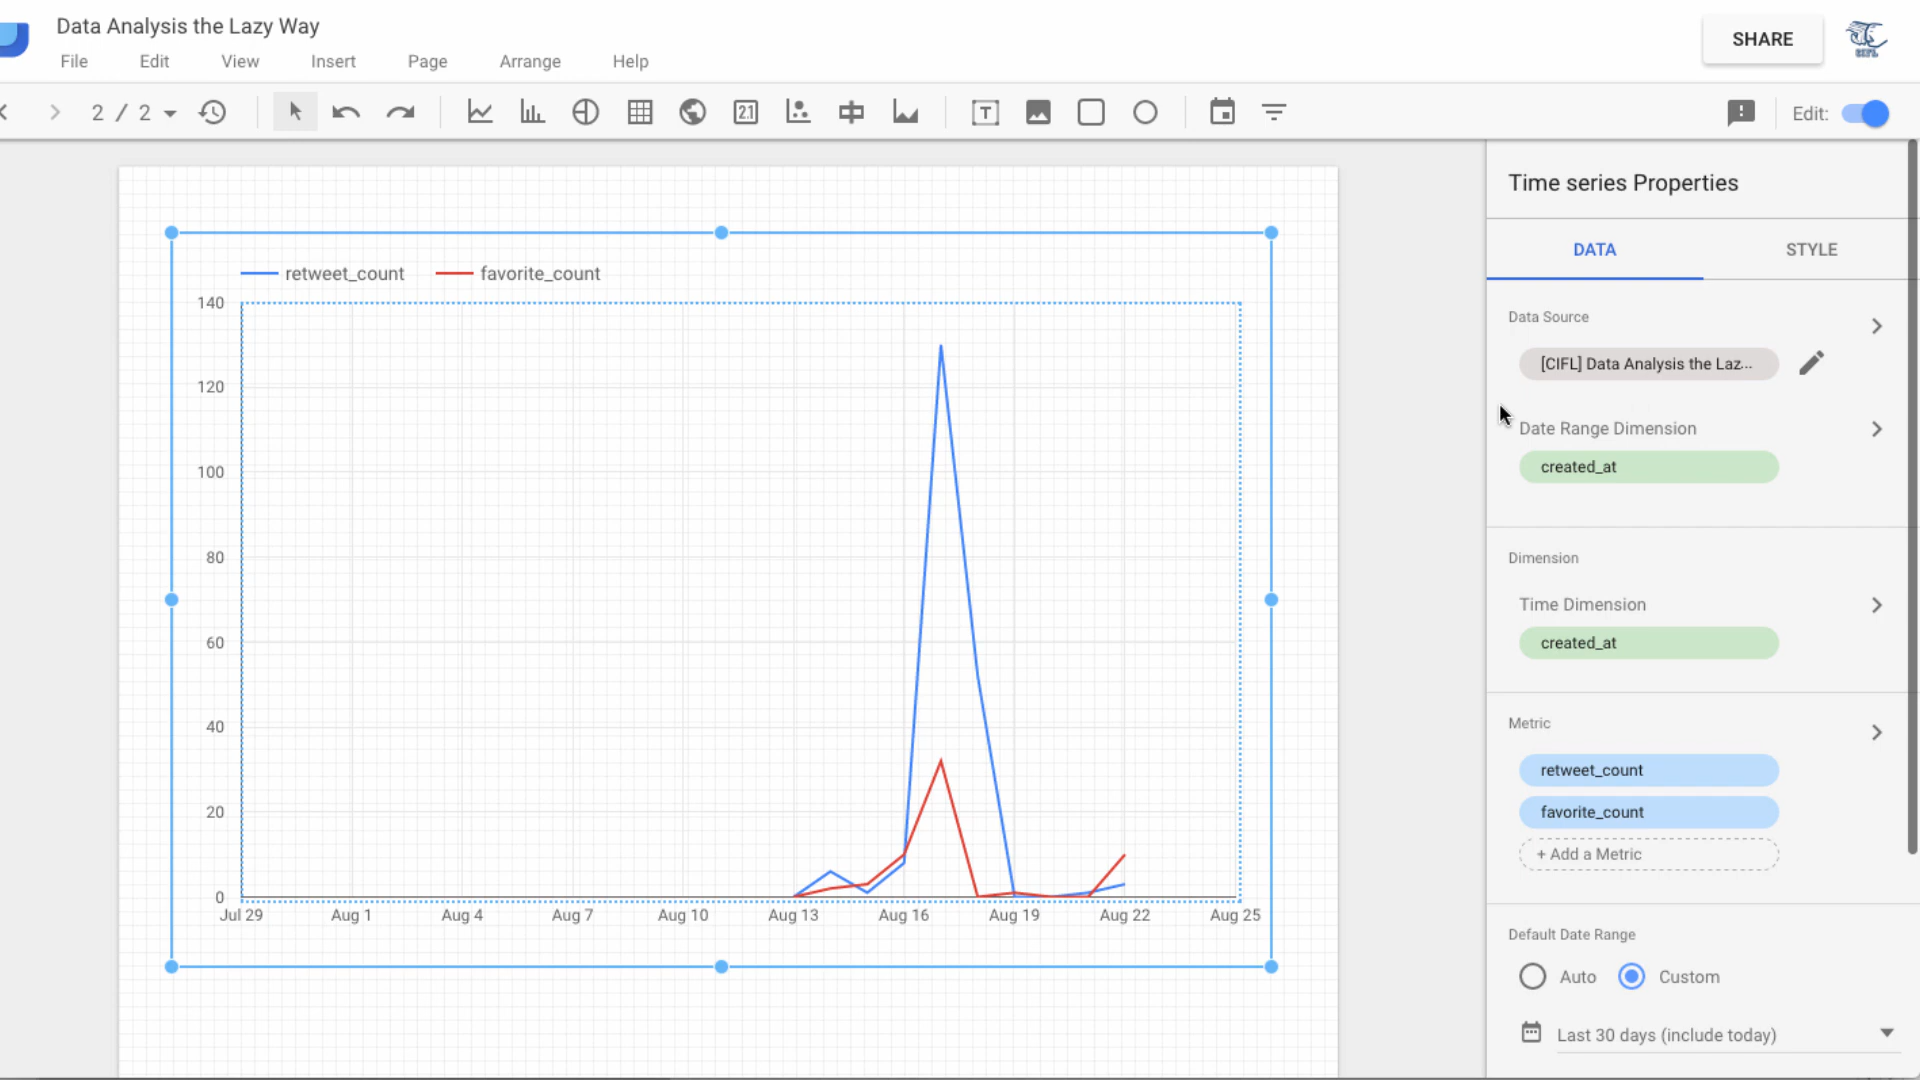 Data Analysis the Lazy Way
File Edit View Insert Page Arrange Help
SHARE
CIFL
2 / 2
21
T
Edit:
retweet_count favorite_count
140
120
100
80
60
40
20
0
Jul 29 Aug 1 Aug 4 Aug 7 Aug 10 Aug 13 Aug 16 Aug 19 Aug 22 Aug 25
Time series Properties
DATA STYLE
Data Source
[CIFL] Data Analysis the Laz...
Date Range Dimension
created_at
Dimension
Time Dimension
created_at
Metric
retweet_count
favorite_count
+ Add a Metric
Default Date Range
Auto Custom
Last 30 days (include today)